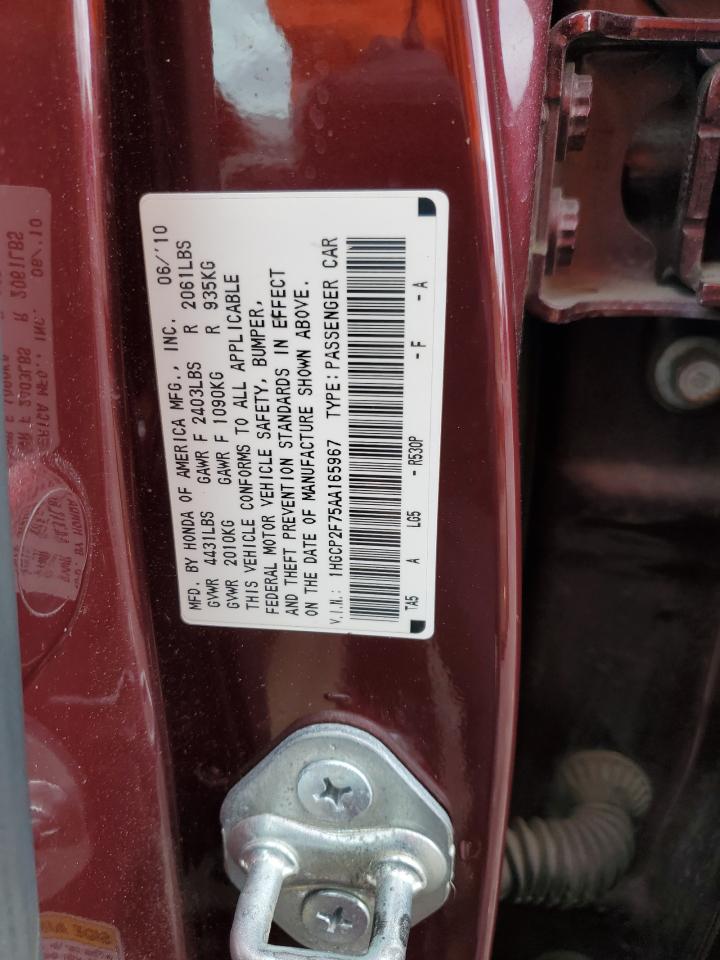 MFD. BY HONDA OF AMERICA MFG., INC. 06/'10
GVWR 4431LBS GAWR F 2403LBS R 2061LBS
GVWR 2010KG GAWR F 1090KG R 935KG
THIS VEHICLE CONFORMS TO ALL APPLICABLE
FEDERAL MOTOR VEHICLE SAFETY, BUMPER,
AND THEFT PREVENTION STANDARDS IN EFFECT
ON THE DATE OF MANUFACTURE SHOWN ABOVE.
V.I.N.: 1HGCP2F75AA165967 TYPE:PASSENGER CAR
TA5 A LG5 - R530P - F - A